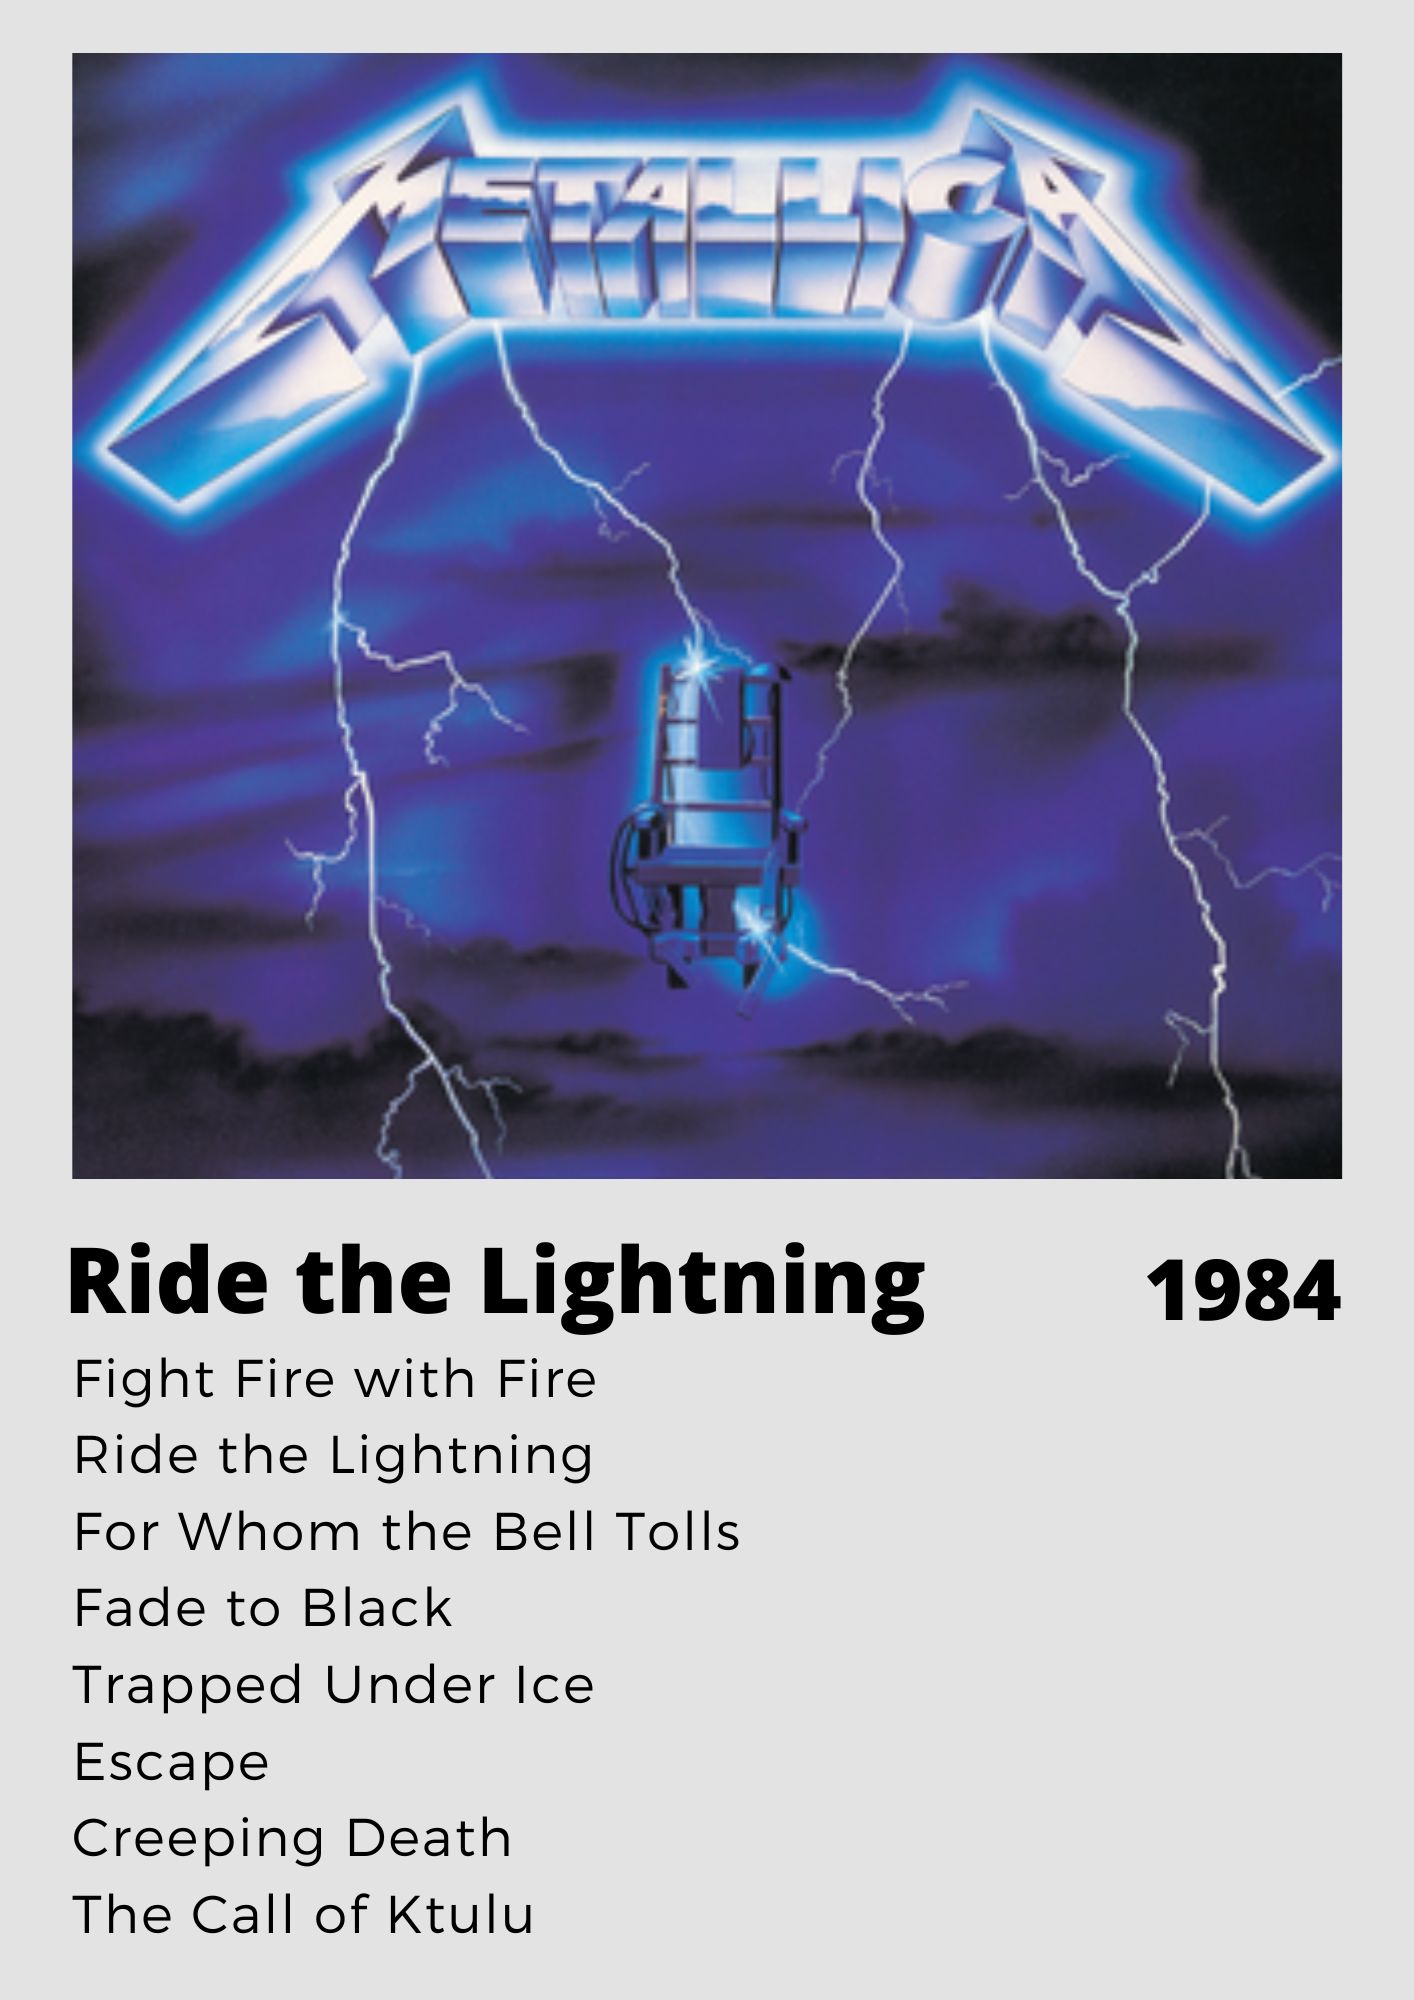 METALLICA
Ride the Lightning
1984
Fight Fire with Fire
Ride the Lightning
For Whom the Bell Tolls
Fade to Black
Trapped Under Ice
Escape
Creeping Death
The Call of Ktulu